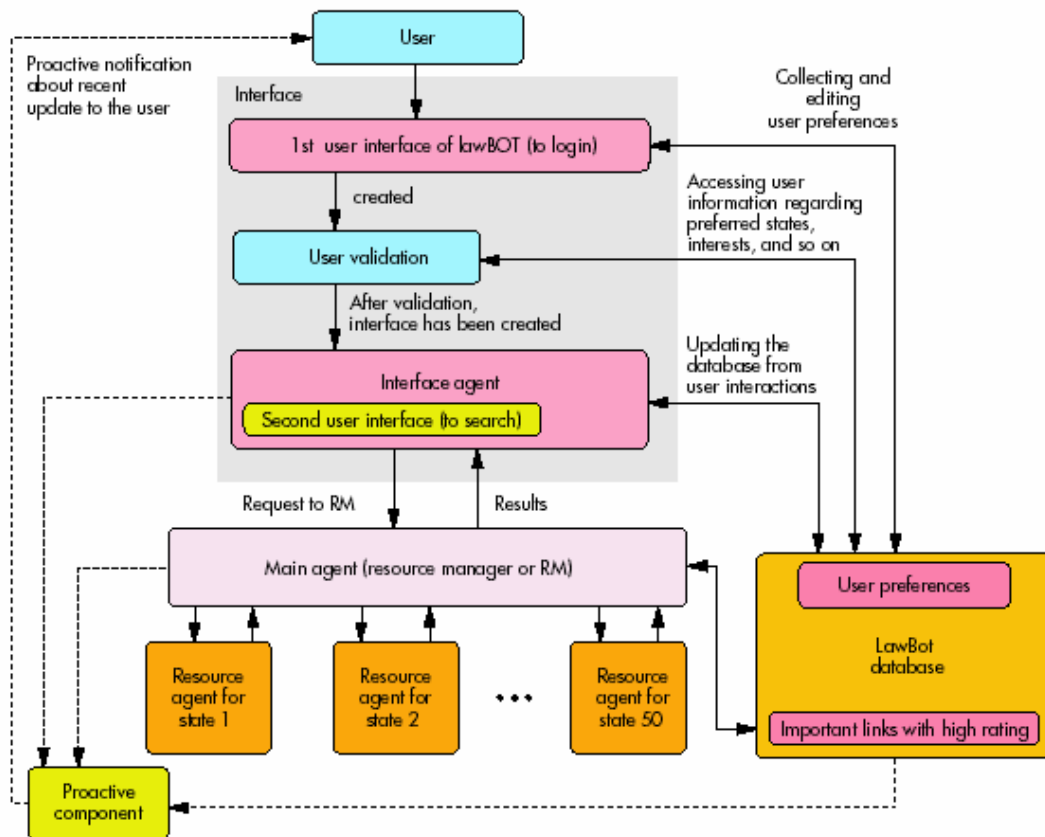 User
Proactive notification
about recent
update to the user
Collecting and
editing
user preferences
Interface
1st user interface of lawBOT (to login)
created
Accessing user
information regarding
preferred states,
interests, and so on
User validation
After validation,
interface has been created
Updating the
database from
user interactions
Interface agent
Second user interface (to search)
Request to RM
Results
Main agent (resource manager or RM)
User preferences
LawBot
database
Resource
agent for
state 1
Resource
agent for
state 2
•••
Resource
agent for
state 50
Important links with high rating
Proactive
component